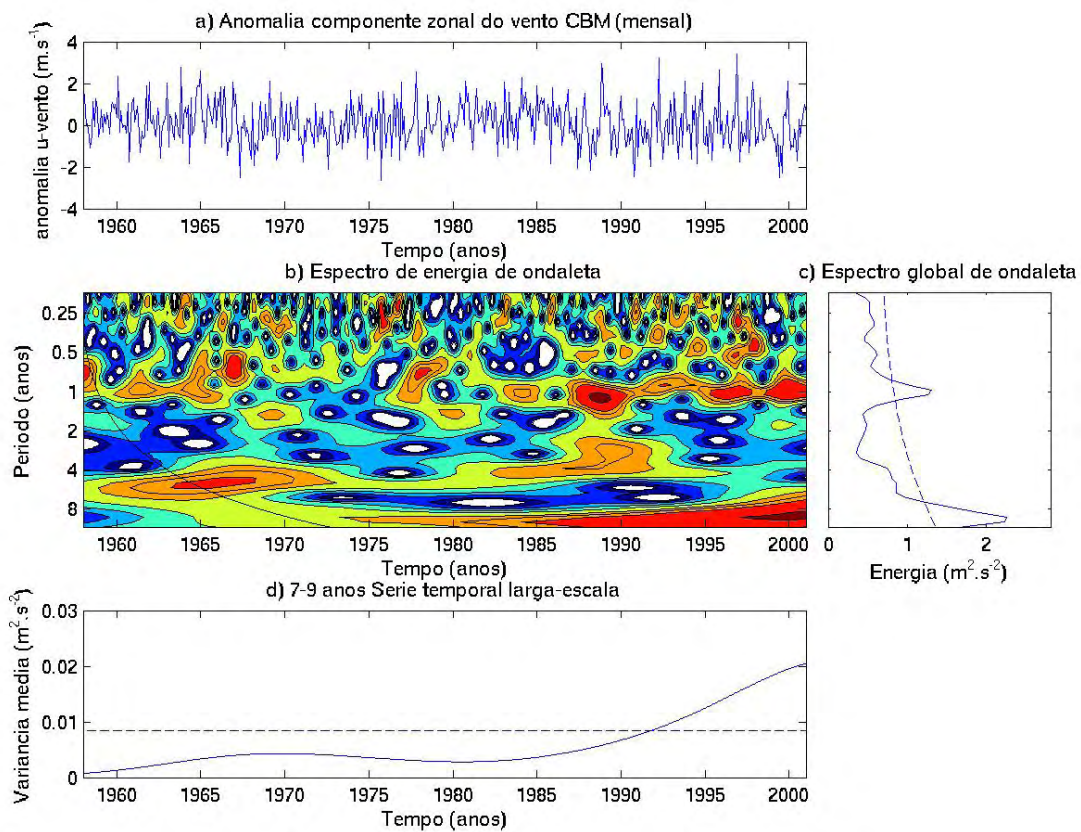 a) Anomalia componente zonal do vento CBM (mensal)
anomalia u-vento (m.s⁻¹)
4
2
0
-2
-4
1960 1965 1970 1975 1980 1985 1990 1995 2000
Tempo (anos)
b) Espectro de energia de ondaleta
Periodo (anos)
0.25
0.5
1
2
4
8
1960 1965 1970 1975 1980 1985 1990 1995 2000
Tempo (anos)
c) Espectro global de ondaleta
0 1 2
Energia (m².s⁻²)
d) 7-9 anos Serie temporal larga-escala
Variancia media (m².s⁻²)
0.03
0.02
0.01
0
1960 1965 1970 1975 1980 1985 1990 1995 2000
Tempo (anos)